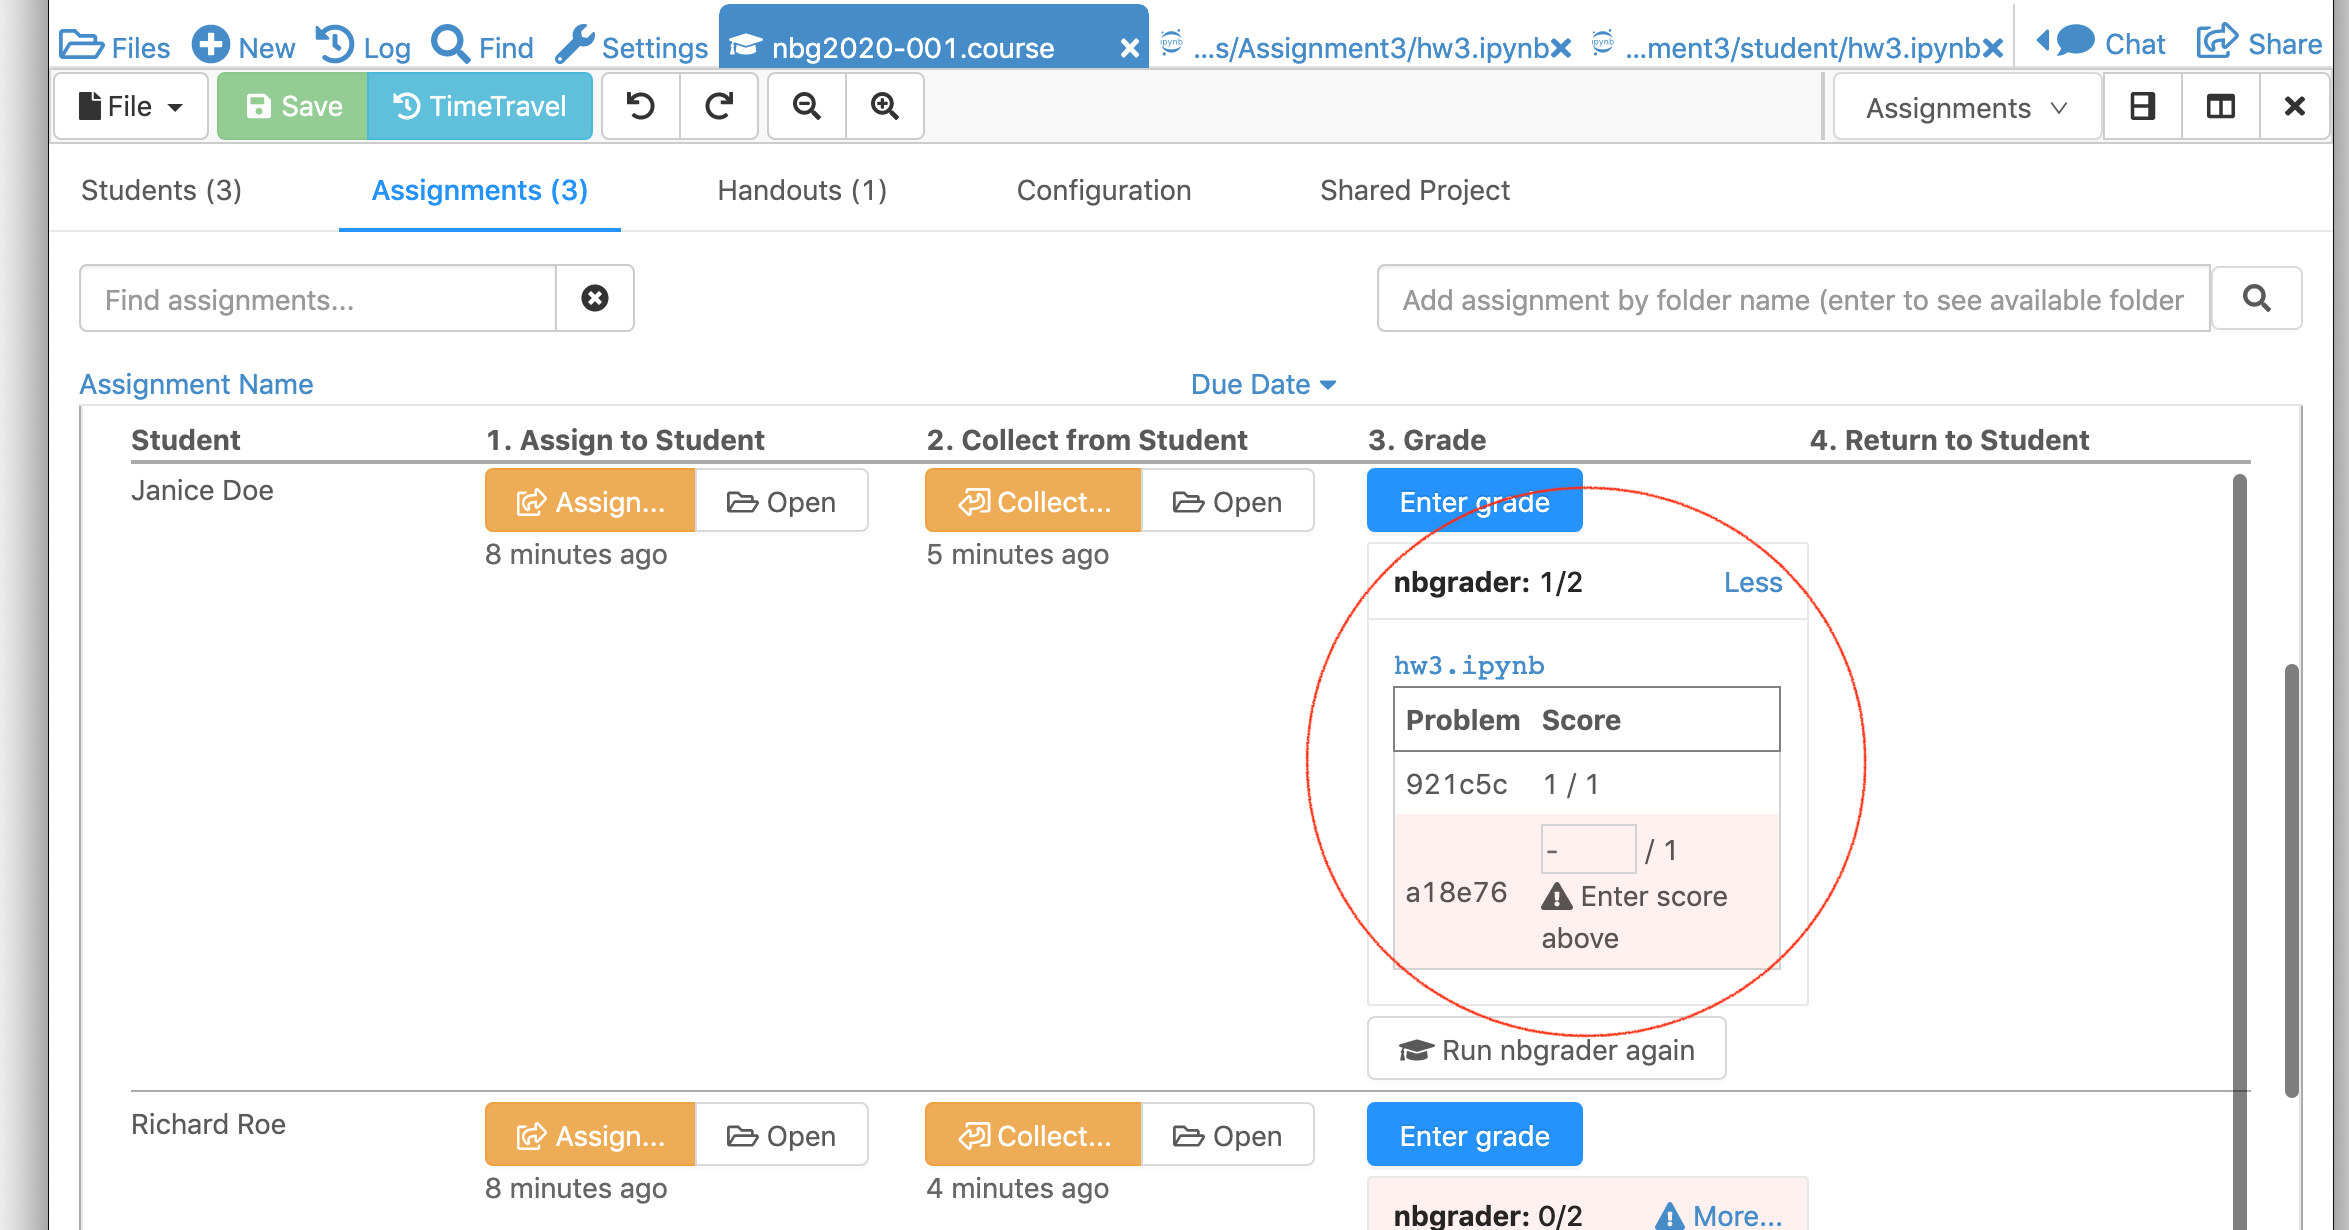 Files New Log Find Settings nbg2020-001.course ...s/Assignment3/hw3.ipynb ...ment3/student/hw3.ipynb Chat Share
File Save TimeTravel Assignments
Students (3) Assignments (3) Handouts (1) Configuration Shared Project
Find assignments... Add assignment by folder name (enter to see available folder
Assignment Name Due Date
Student 1. Assign to Student 2. Collect from Student 3. Grade 4. Return to Student
Janice Doe Assign... Open Collect... Open Enter grade
8 minutes ago 5 minutes ago
nbgrader: 1/2 Less
hw3.ipynb
Problem Score
921c5c 1 / 1
- / 1
a18e76 Enter score
above
Run nbgrader again
Richard Roe Assign... Open Collect... Open Enter grade
8 minutes ago 4 minutes ago
nbgrader: 0/2 More...